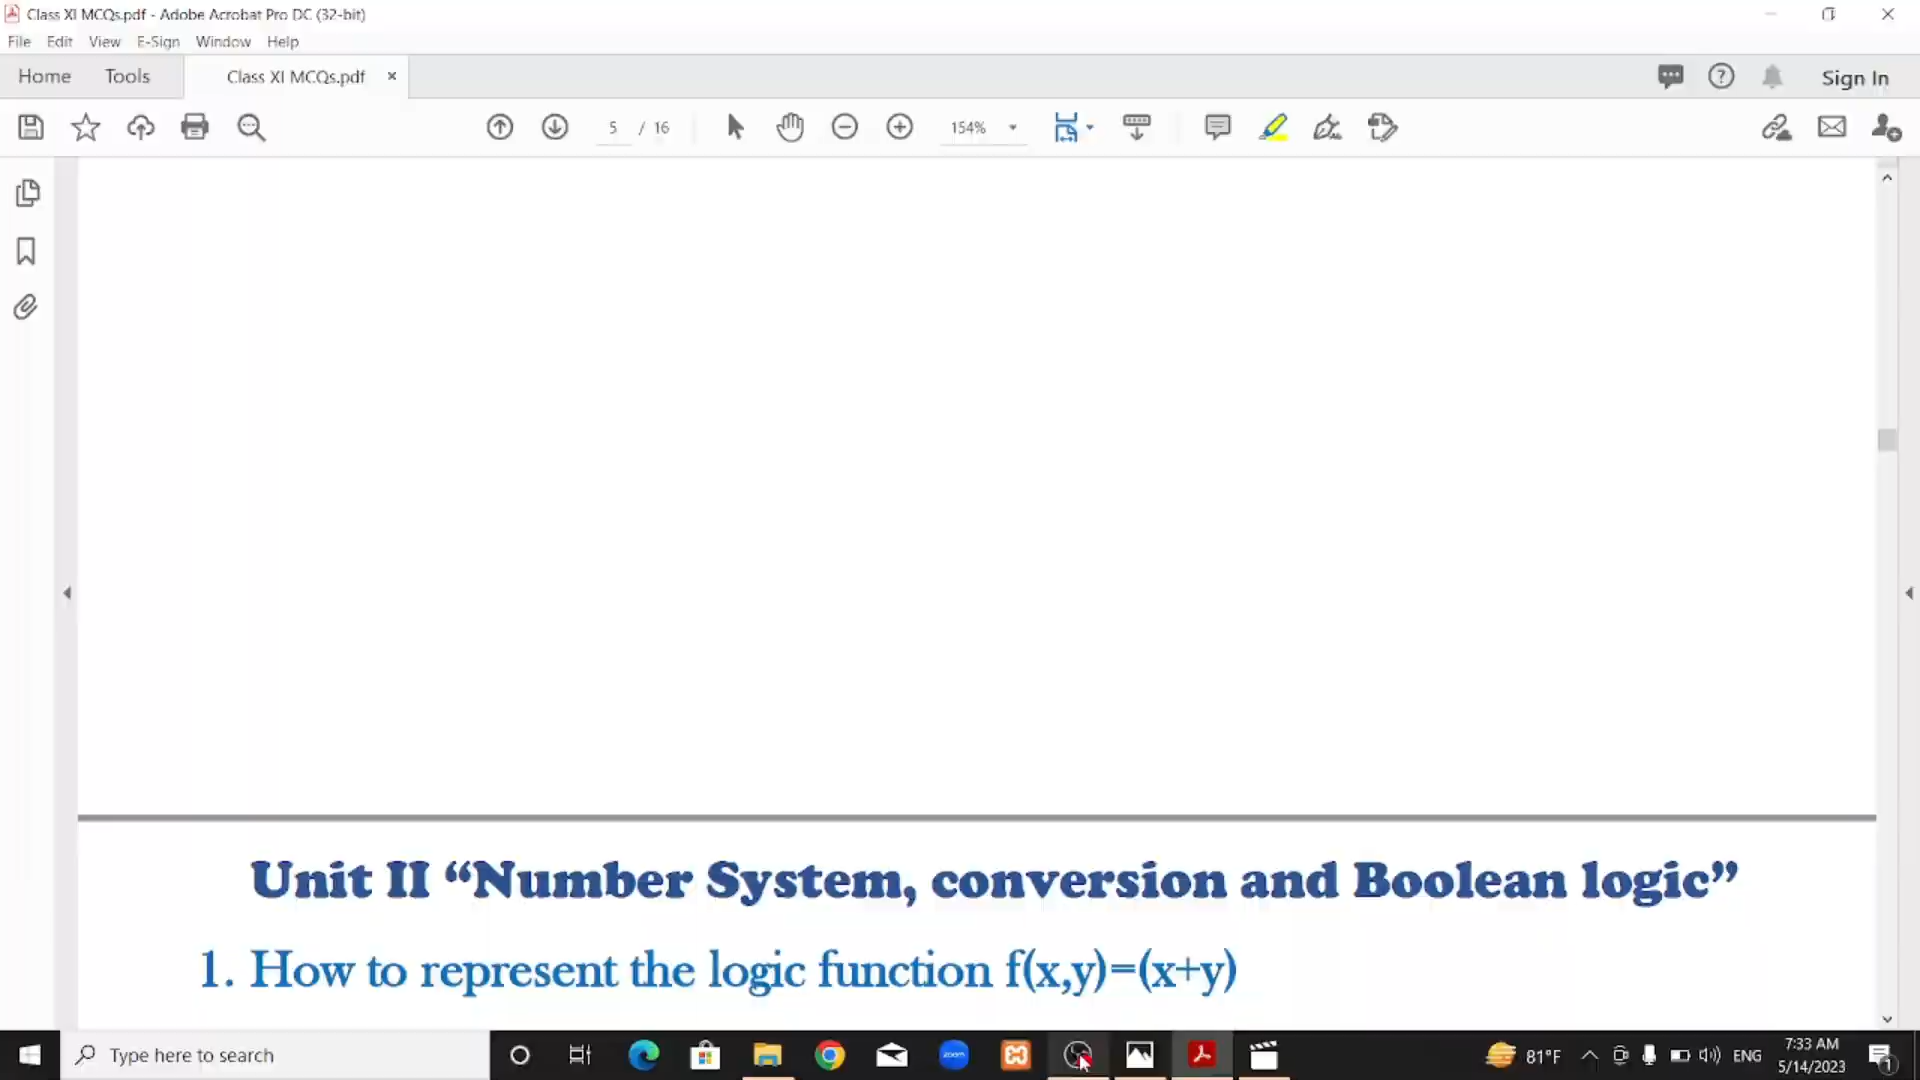 Class XI MCQs.pdf - Adobe Acrobat Pro DC (32-bit)
File Edit View E-Sign Window Help
Home Tools Class XI MCQs.pdf × Sign In
5 / 16 154%
Unit II “Number System, conversion and Boolean logic”
1. How to represent the logic function f(x,y)=(x+y)
Type here to search
zoom
81°F ENG 7:33 AM
5/14/2023
1